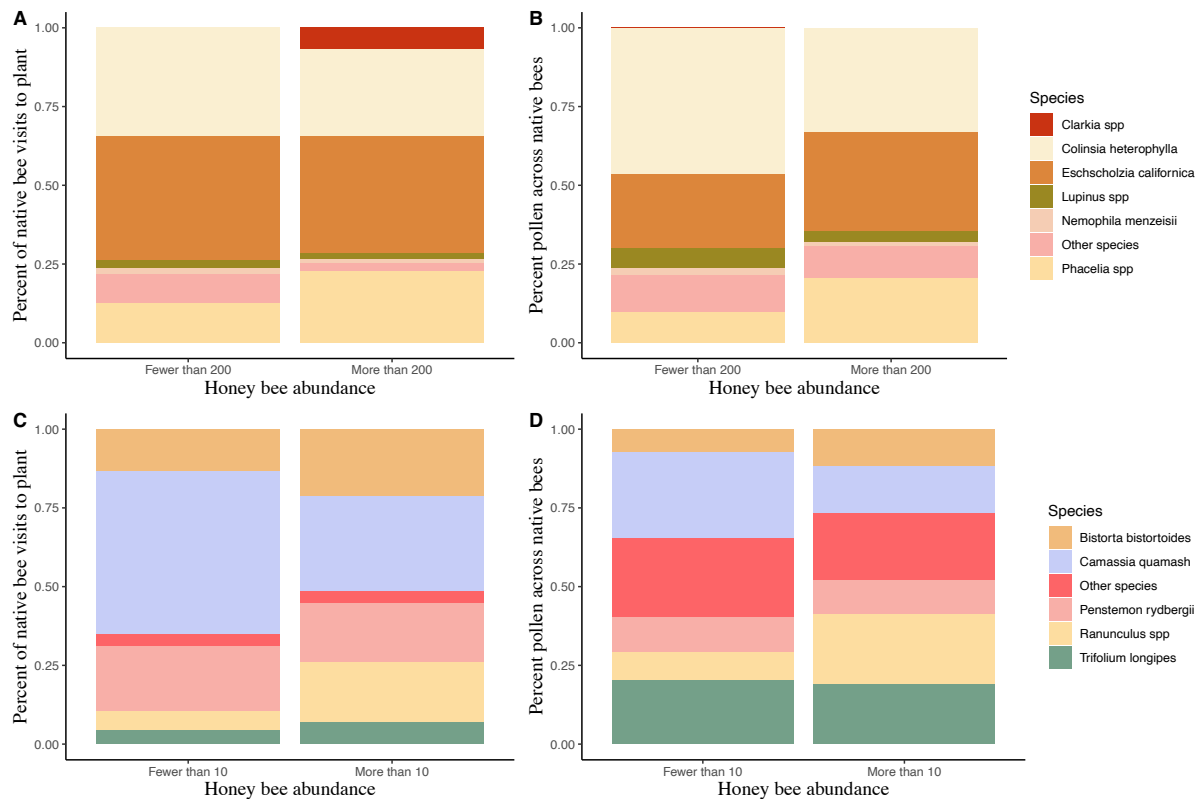 A
Percent of native bee visits to plant
1.00
0.75
0.50
0.25
0.00
Fewer than 200
More than 200
Honey bee abundance
B
Percent pollen across native bees
1.00
0.75
0.50
0.25
0.00
Fewer than 200
More than 200
Honey bee abundance
Species
Clarkia spp
Colinsia heterophylla
Eschscholzia californica
Lupinus spp
Nemophila menzeisii
Other species
Phacelia spp
C
Percent of native bee visits to plant
1.00
0.75
0.50
0.25
0.00
Fewer than 10
More than 10
Honey bee abundance
D
Percent pollen across native bees
1.00
0.75
0.50
0.25
0.00
Fewer than 10
More than 10
Honey bee abundance
Species
Bistorta bistortoides
Camassia quamash
Other species
Penstemon rydbergii
Ranunculus spp
Trifolium longipes